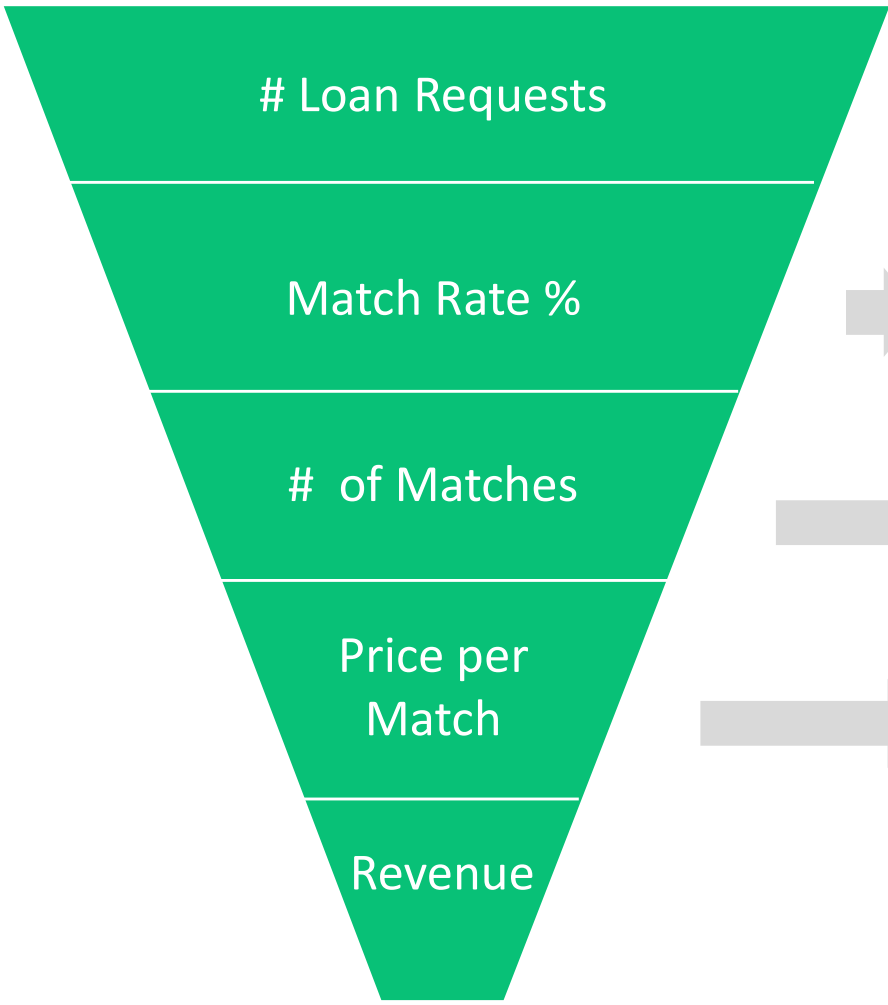 # Loan Requests
Match Rate %
#  of Matches
Price per
Match
Revenue